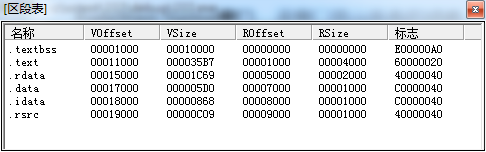 [区段表]
名称 VOffset VSize ROffset RSize 标志
.textbss 00001000 00010000 00000000 00000000 E00000A0
.text 00011000 000035B7 00001000 00004000 60000020
.rdata 00015000 00001C69 00005000 00002000 40000040
.data 00017000 000005D0 00007000 00001000 C0000040
.idata 00018000 00000868 00008000 00001000 C0000040
.rsrc 00019000 00000C09 00009000 00001000 40000040